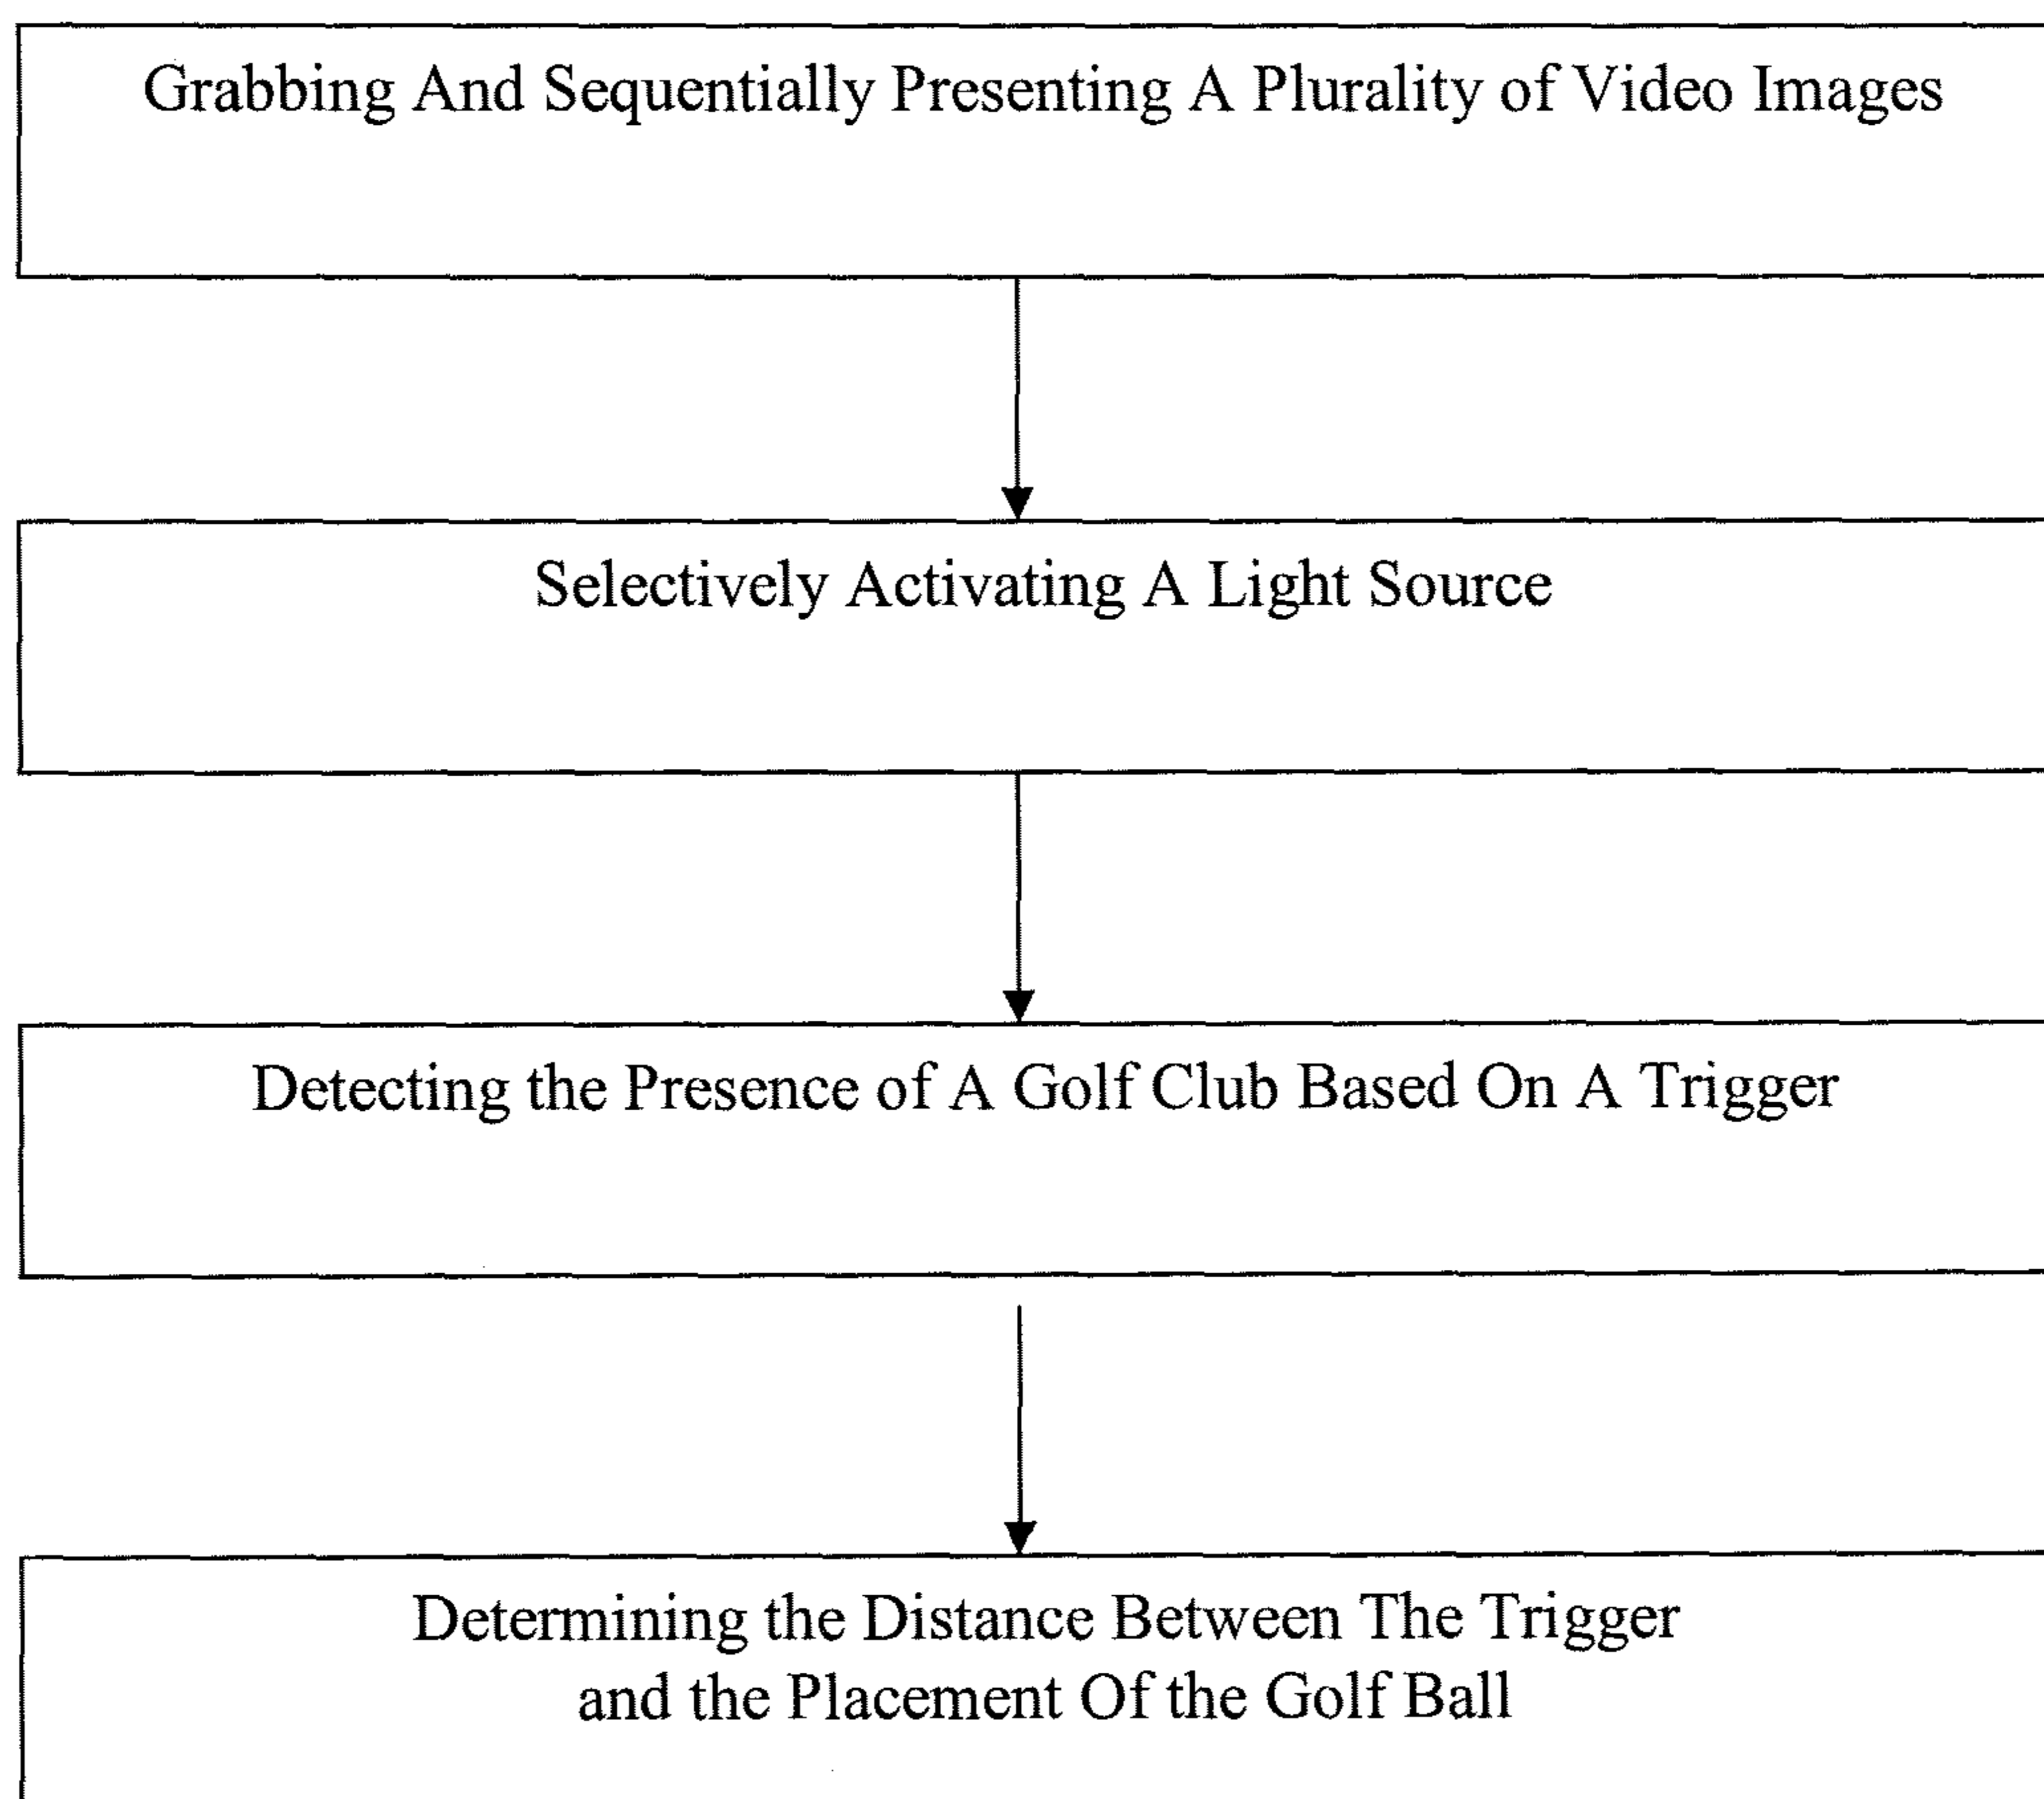 Grabbing And Sequentially Presenting A Plurality of Video Images
Selectively Activating A Light Source
Detecting the Presence of A Golf Club Based On A Trigger
Determining the Distance Between The Trigger
and the Placement Of the Golf Ball